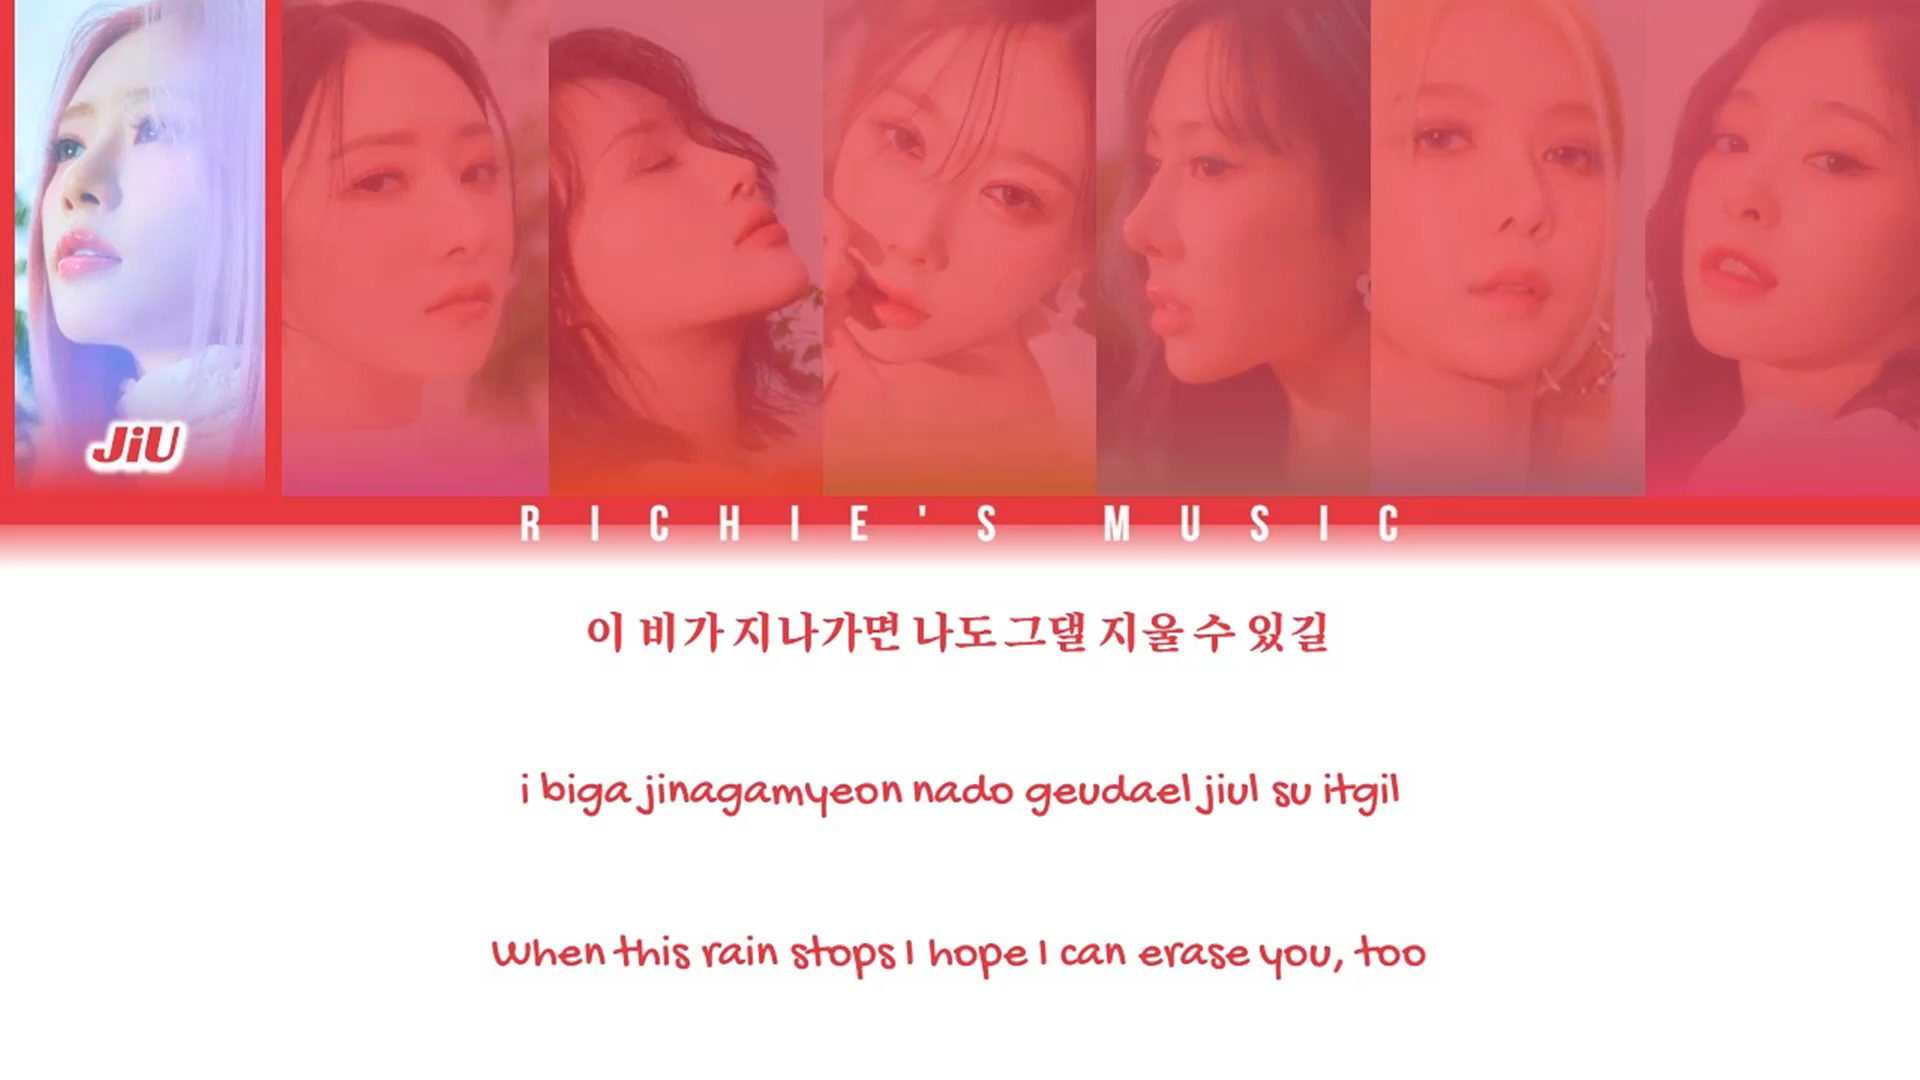 JiU
RICHIE'S MUSIC
이 비가 지나가면 나도 그댈 지울 수 있길
i biga jinagamyeon nado geudael jiul su itgil
When this rain stops I hope I can erase you, too